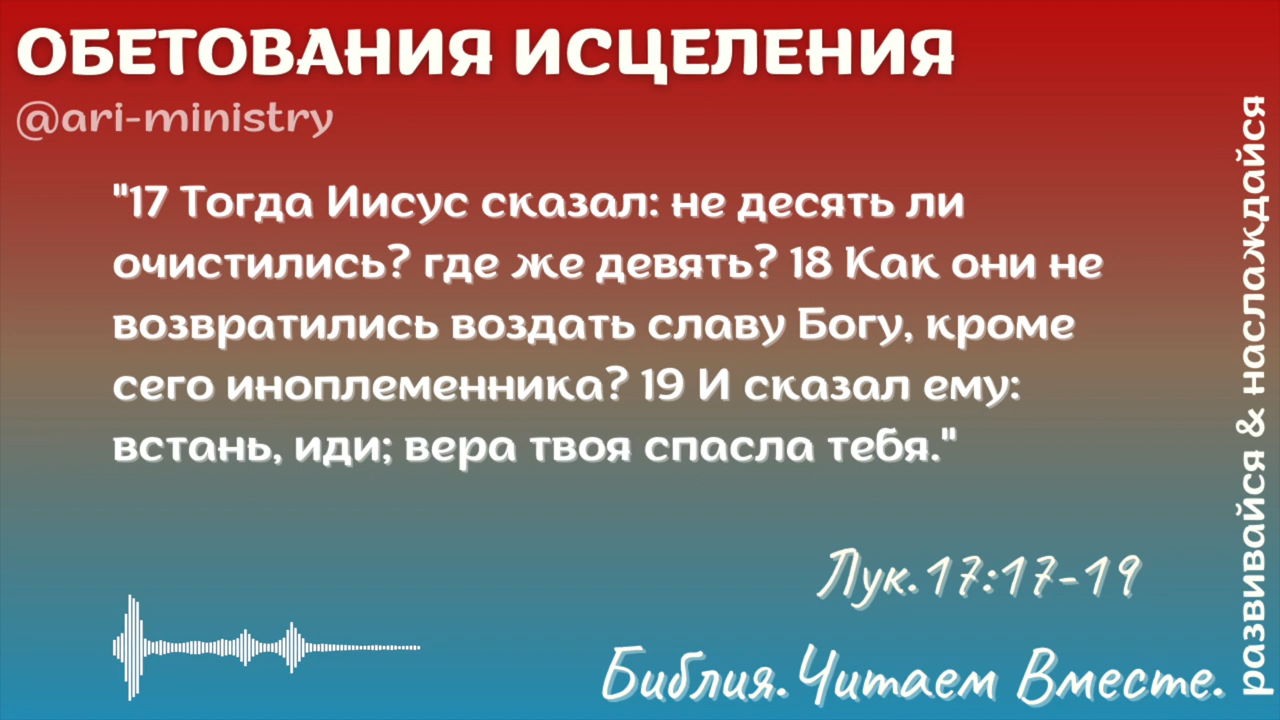 ОБЕТОВАНИЯ ИСЦЕЛЕНИЯ
@ari-ministry
"17 Тогда Иисус сказал: не десять ли
очистились? где же девять? 18 Как они не
возвратились воздать славу Богу, кроме
сего иноплеменника? 19 И сказал ему:
встань, иди; вера твоя спасла тебя."
Лук.17:17-19
Библия.Читаем Вместе.
развивайся & наслаждайся